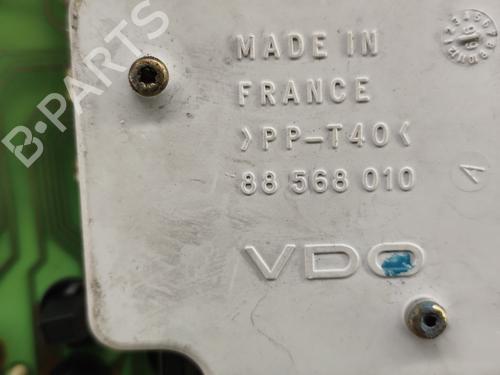 MADE IN
FRANCE
>PP-T40<
88 568 010
A
VDO
B-PARTS